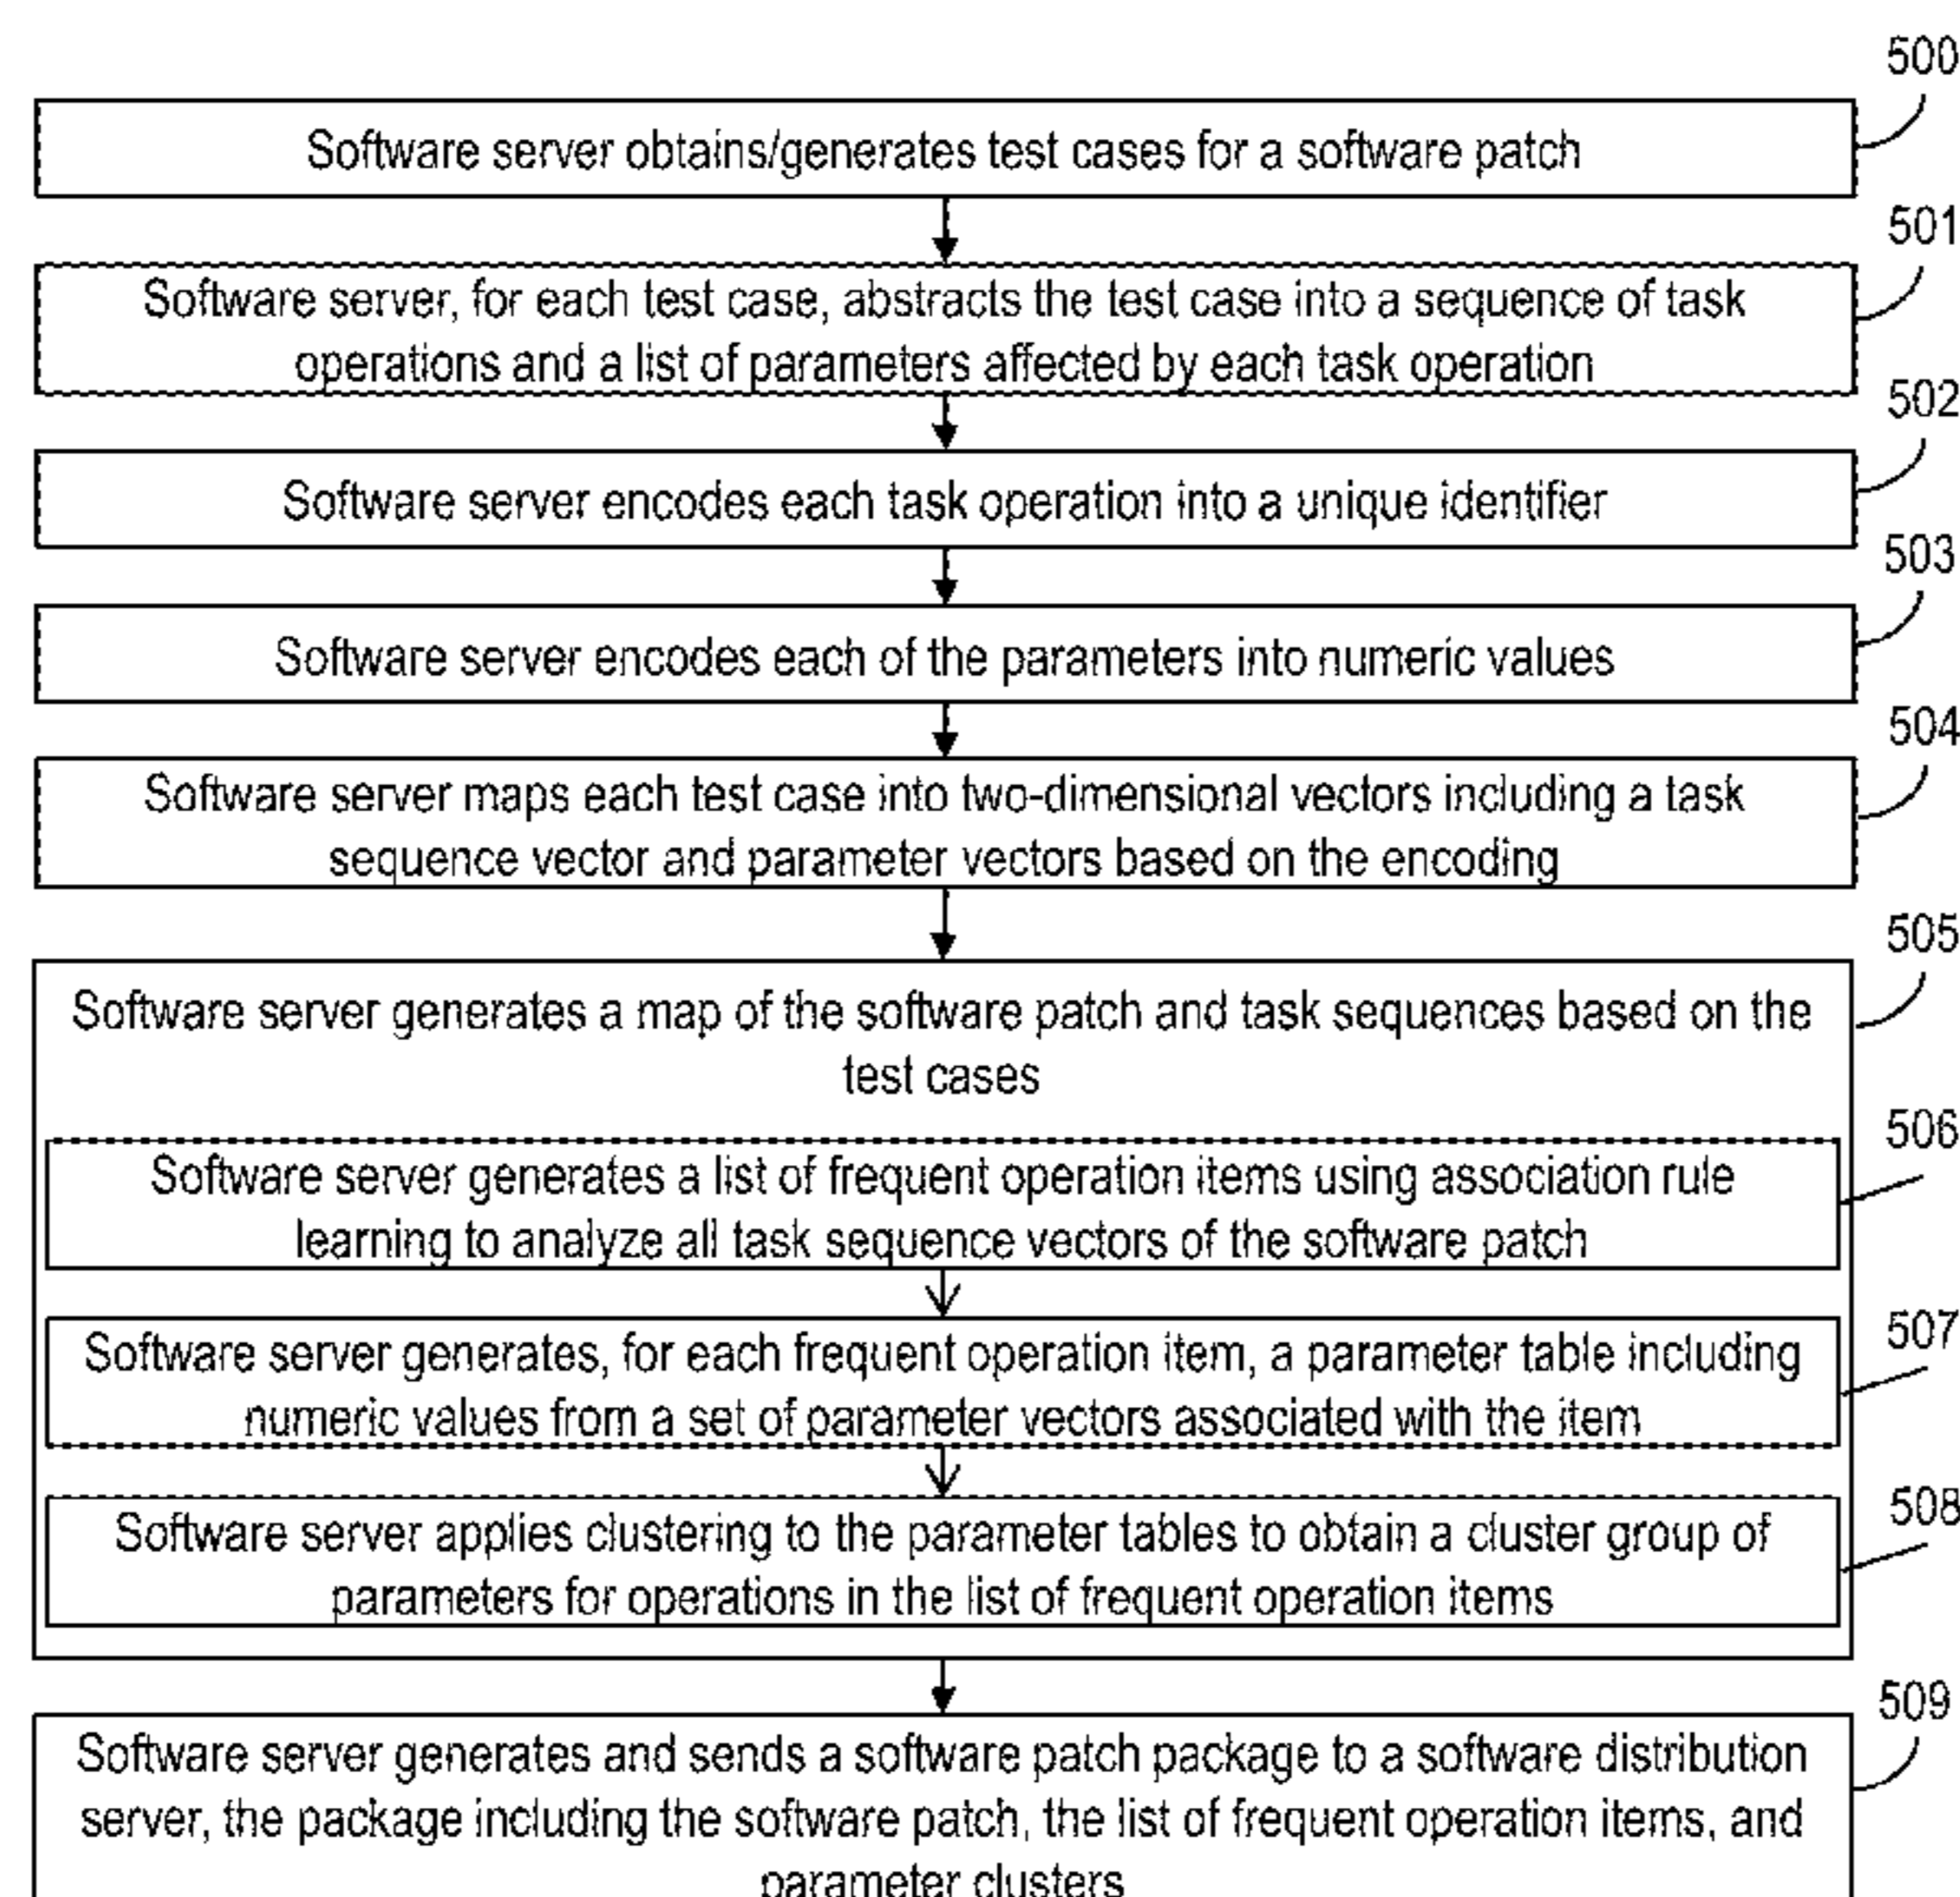 500
Software server obtains/generates test cases for a software patch
501
Software server, for each test case, abstracts the test case into a sequence of task
operations and a list of parameters affected by each task operation
502
Software server encodes each task operation into a unique identifier
503
Software server encodes each of the parameters into numeric values
504
Software server maps each test case into two-dimensional vectors including a task
sequence vector and parameter vectors based on the encoding
505
Software server generates a map of the software patch and task sequences based on the
test cases
506
Software server generates a list of frequent operation items using association rule
learning to analyze all task sequence vectors of the software patch
507
Software server generates, for each frequent operation item, a parameter table including
numeric values from a set of parameter vectors associated with the item
508
Software server applies clustering to the parameter tables to obtain a cluster group of
parameters for operations in the list of frequent operation items
509
Software server generates and sends a software patch package to a software distribution
server, the package including the software patch, the list of frequent operation items, and
parameter clusters